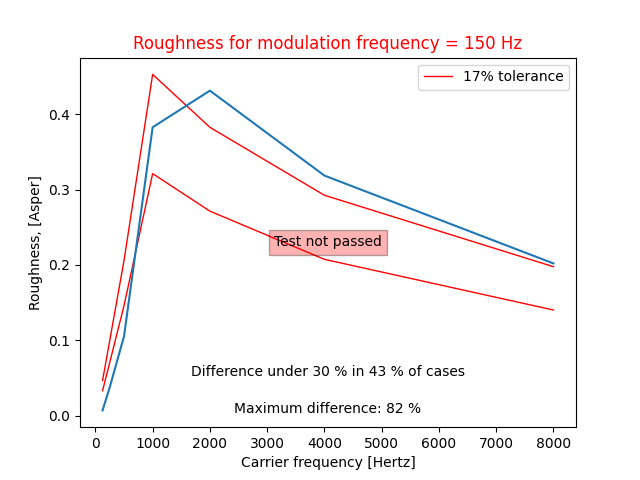 Roughness for modulation frequency = 150 Hz
17% tolerance
0.4
0.3
0.2
0.1
0.0
Roughness, [Asper]
Test not passed
Difference under 30 % in 43 % of cases
Maximum difference: 82 %
0 1000 2000 3000 4000 5000 6000 7000 8000
Carrier frequency [Hertz]